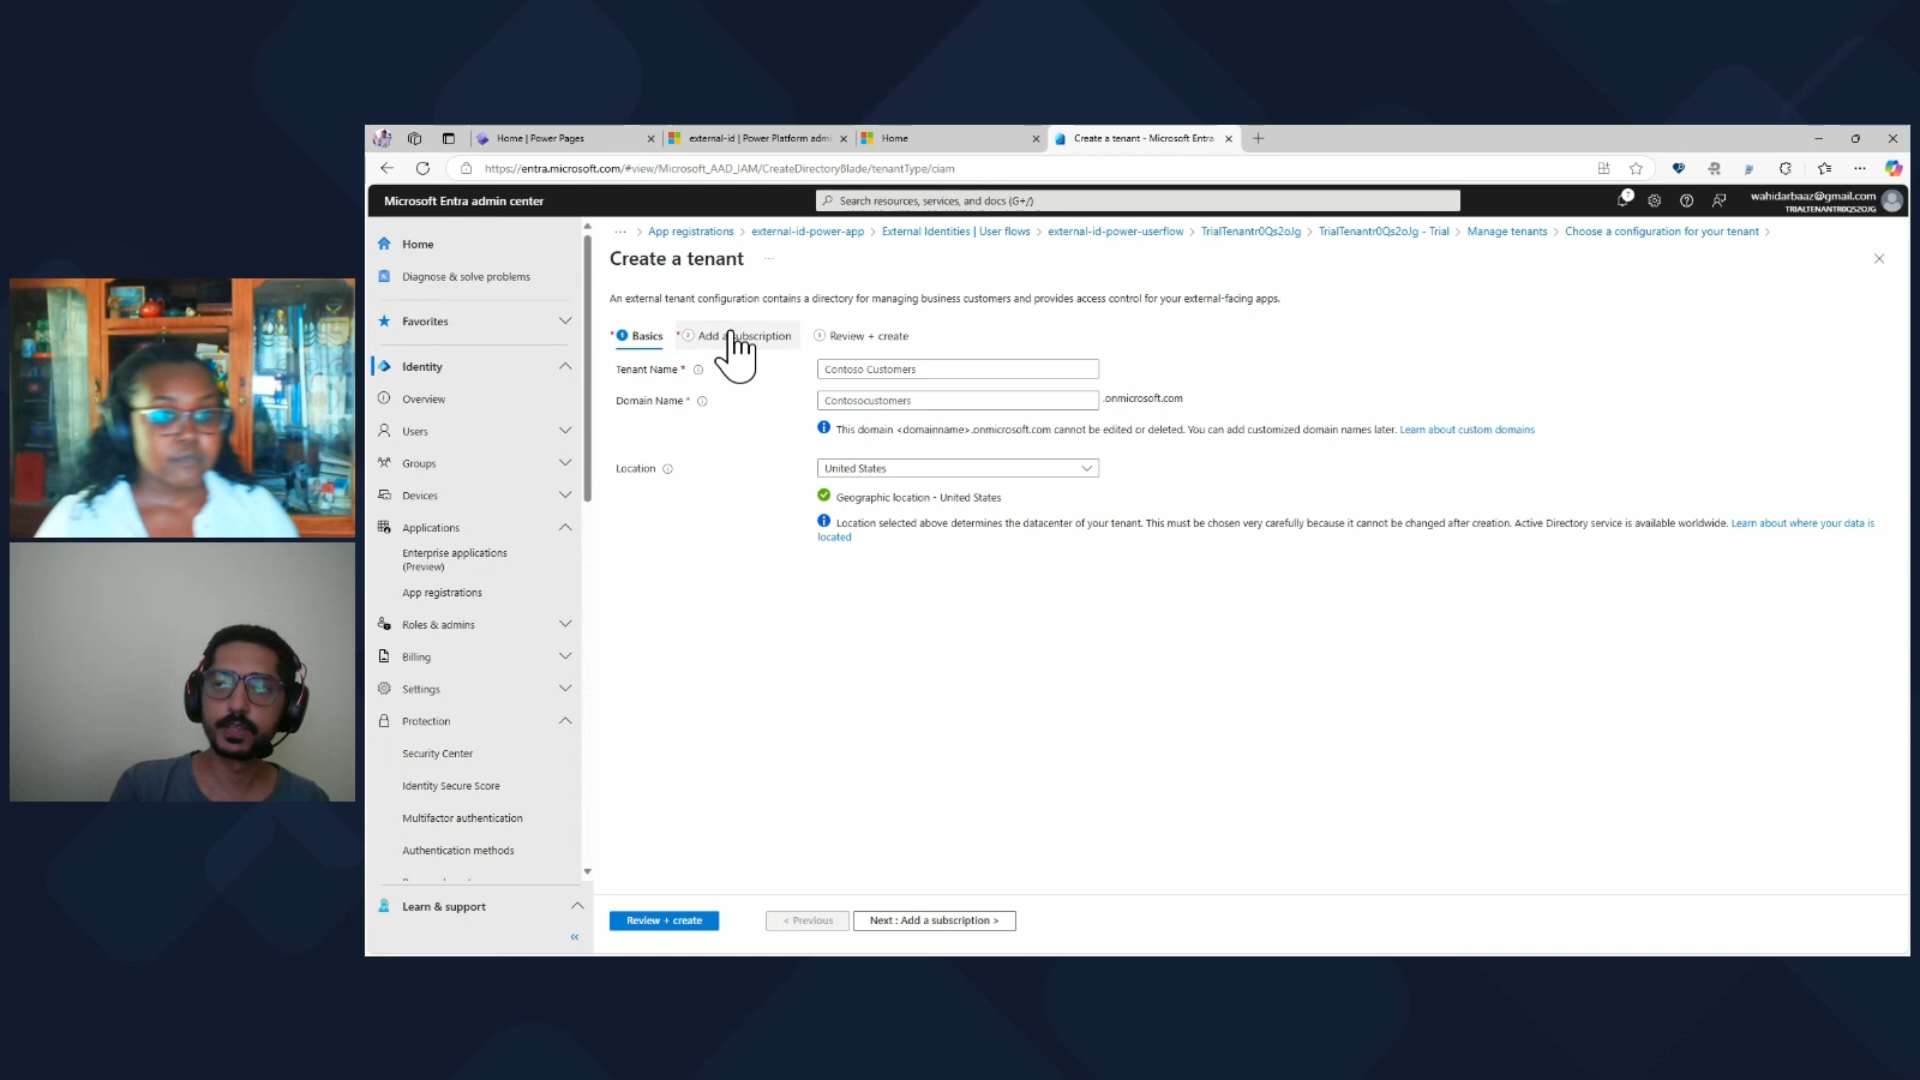 Home | Power Pages
external-id | Power Platform admi
Home
Create a tenant - Microsoft Entra
https://entra.microsoft.com/#view/Microsoft_AAD_IAM/CreateDirectoryBlade/tenantType/ciam
Microsoft Entra admin center
Search resources, services, and docs (G+/)
7
wahidarbaaz@gmail.com
TRIALTENANTR0QS2OJG
... > App registrations > external-id-power-app > External Identities | User flows > external-id-power-userflow > TrialTenantr0Qs2oJg > TrialTenantr0Qs2oJg - Trial > Manage tenants > Choose a configuration for your tenant >
Create a tenant ...
An external tenant configuration contains a directory for managing business customers and provides access control for your external-facing apps.
* 1 Basics * 2 Add a subscription 3 Review + create
Tenant Name *
Contoso Customers
Domain Name *
Contosocustomers
.onmicrosoft.com
This domain <domainname>.onmicrosoft.com cannot be edited or deleted. You can add customized domain names later. Learn about custom domains
Location
United States
Geographic location - United States
Location selected above determines the datacenter of your tenant. This must be chosen very carefully because it cannot be changed after creation. Active Directory service is available worldwide. Learn about where your data is
located
Home
Diagnose & solve problems
Favorites
Identity
Overview
Users
Groups
Devices
Applications
Enterprise applications
(Preview)
App registrations
Roles & admins
Billing
Settings
Protection
Security Center
Identity Secure Score
Multifactor authentication
Authentication methods
Learn & support
Review + create
< Previous
Next : Add a subscription >